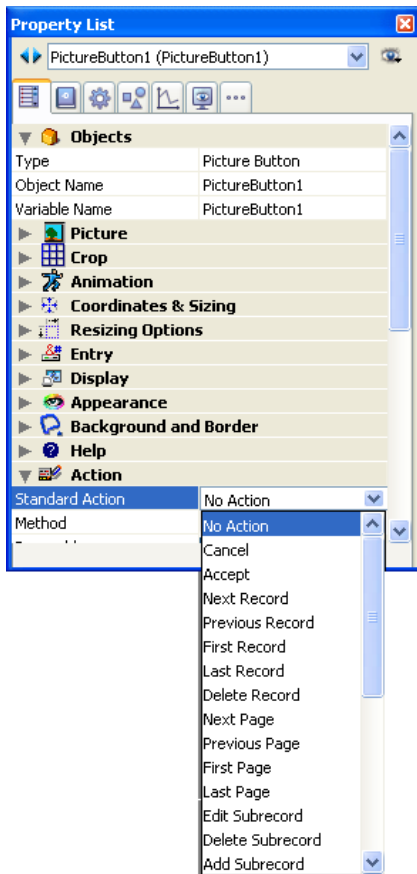 Property List
PictureButton1 (PictureButton1)
Objects
Type Picture Button
Object Name PictureButton1
Variable Name PictureButton1
Picture
Crop
Animation
Coordinates & Sizing
Resizing Options
Entry
Display
Appearance
Background and Border
Help
Action
Standard Action No Action
Method
No Action
Cancel
Accept
Next Record
Previous Record
First Record
Last Record
Delete Record
Next Page
Previous Page
First Page
Last Page
Edit Subrecord
Delete Subrecord
Add Subrecord